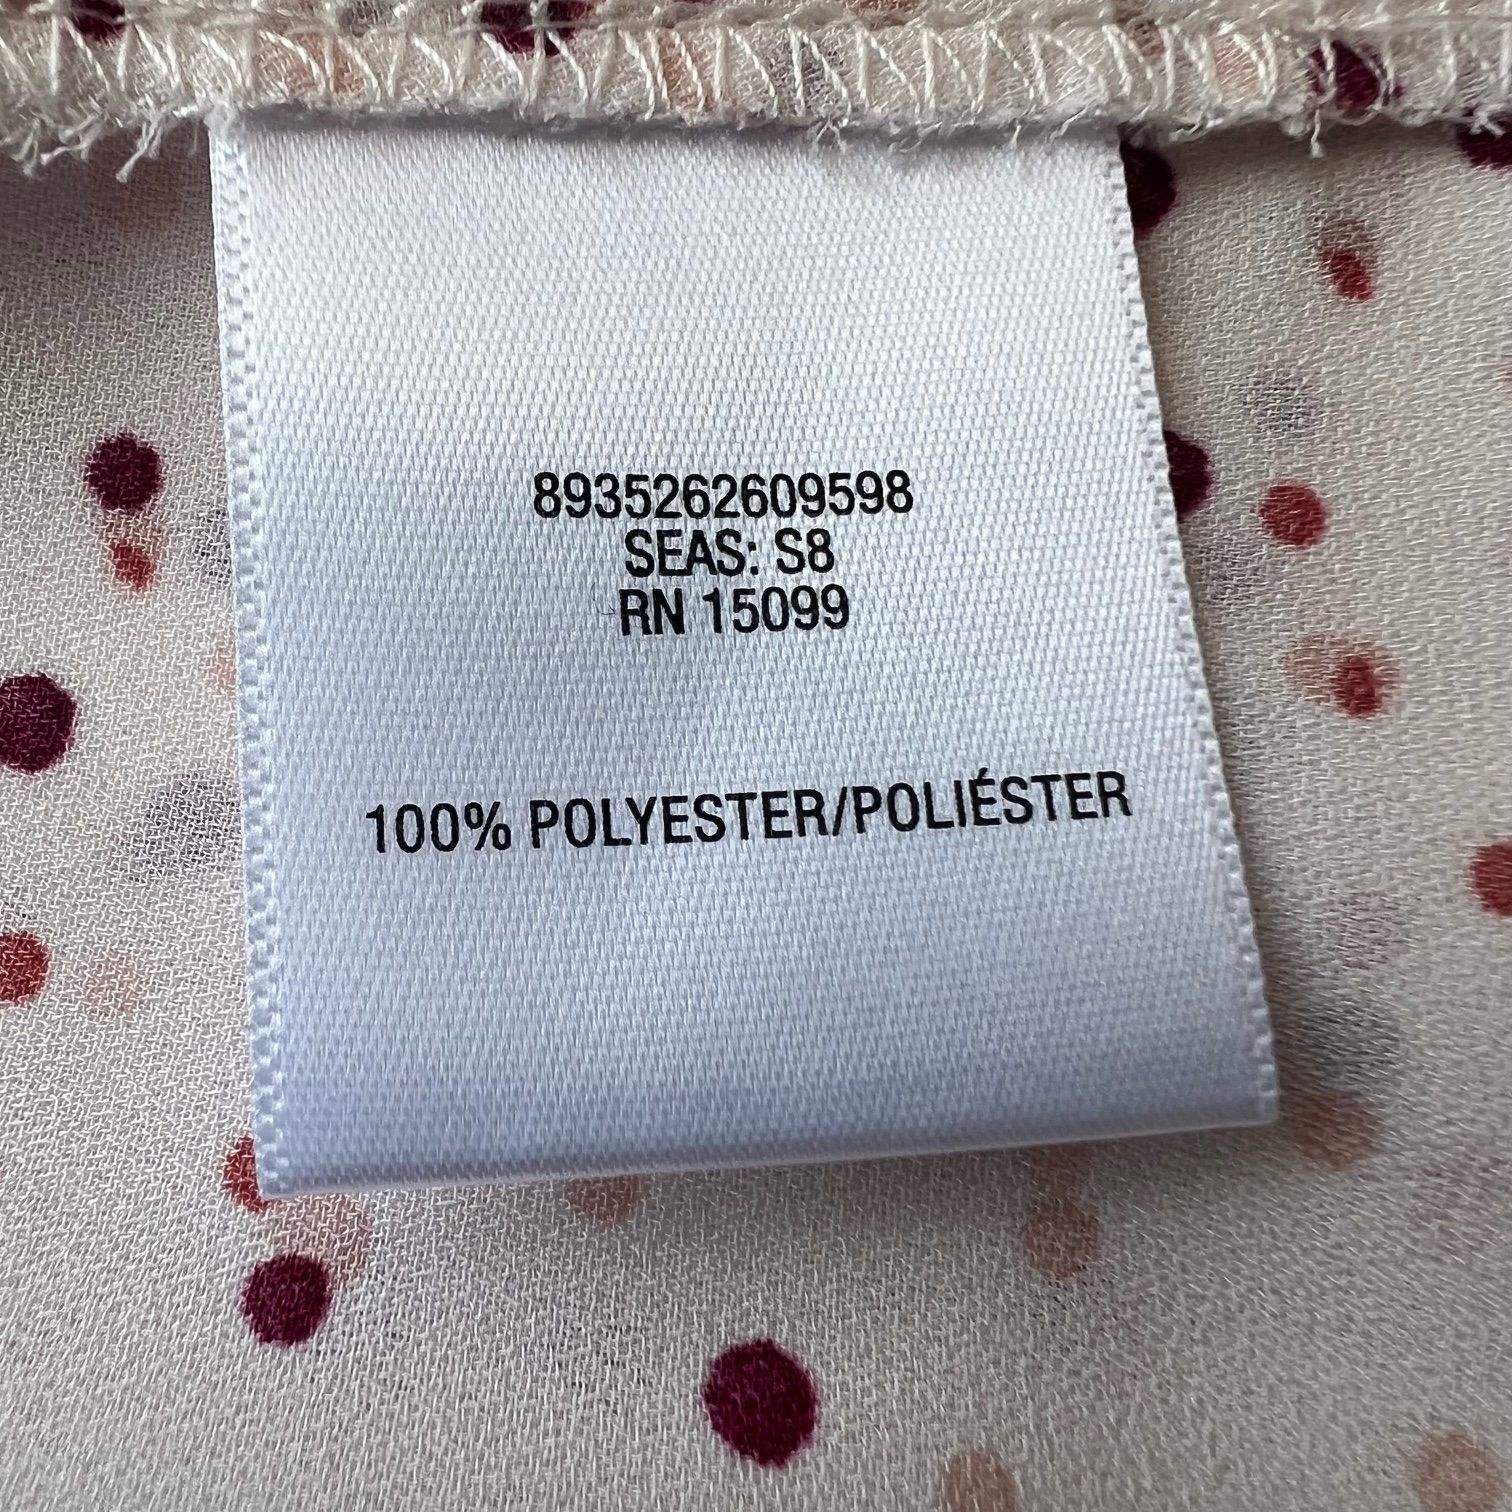 8935262609598
SEAS: S8
RN 15099
100% POLYESTER/POLIÉSTER